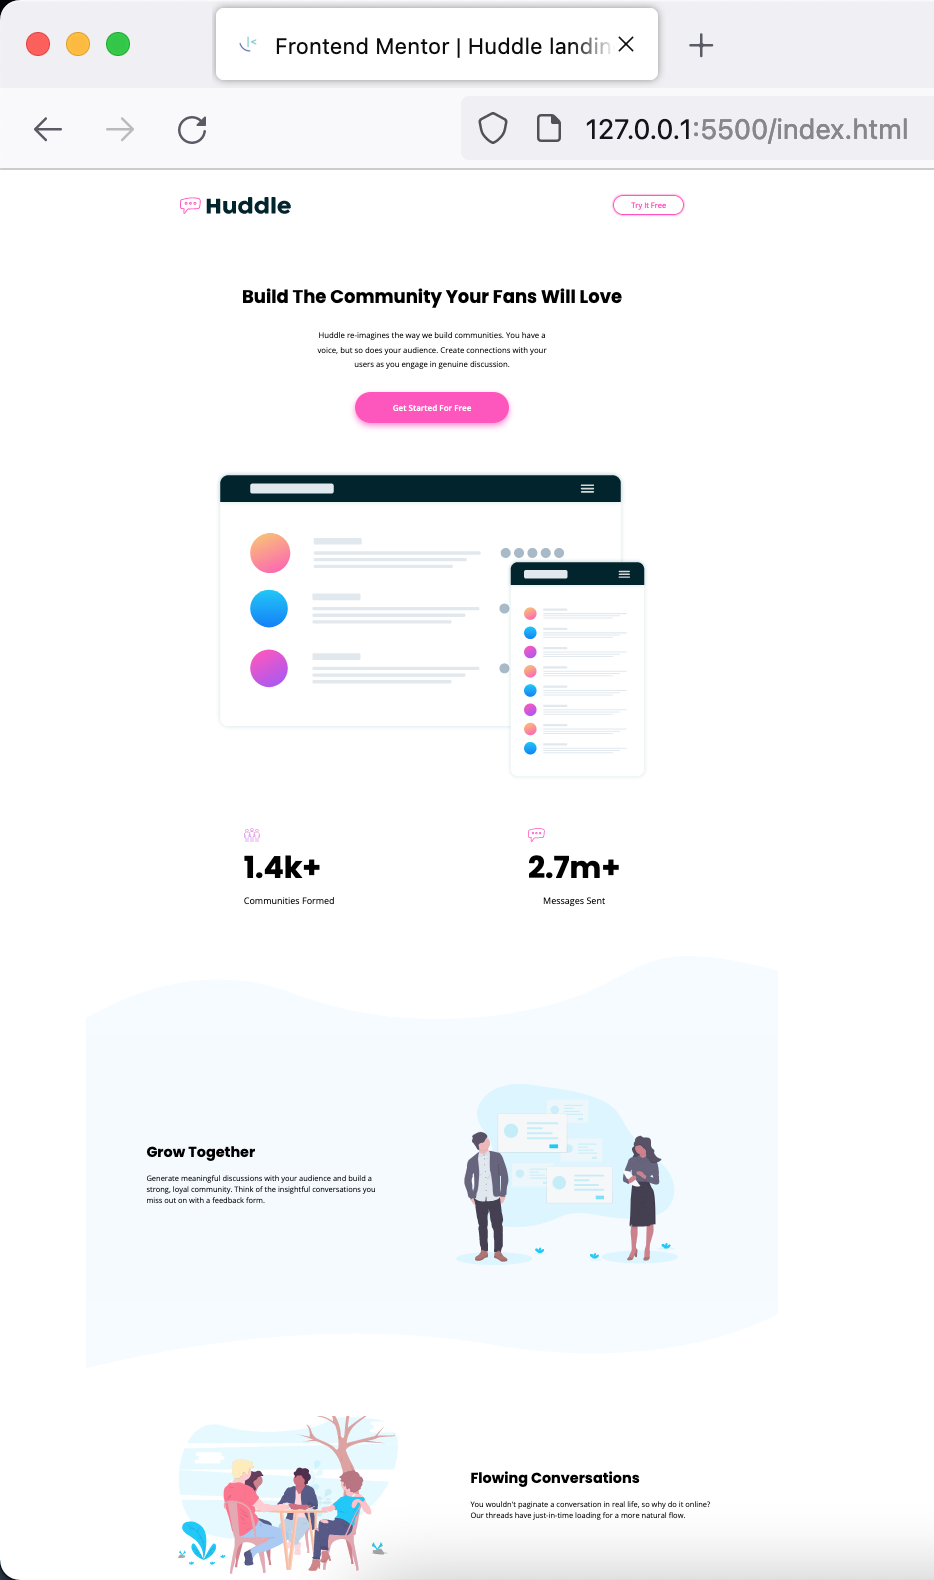 Frontend Mentor | Huddle landin
127.0.0.1:5500/index.html
Huddle
Try It Free
Build The Community Your Fans Will Love
Huddle re-imagines the way we build communities. You have a
voice, but so does your audience. Create connections with your
users as you engage in genuine discussion.
Get Started For Free
1.4k+
Communities Formed
2.7m+
Messages Sent
Grow Together
Generate meaningful discussions with your audience and build a
strong, loyal community. Think of the insightful conversations you
miss out on with a feedback form.
Flowing Conversations
You wouldn't paginate a conversation in real life, so why do it online?
Our threads have just-in-time loading for a more natural flow.